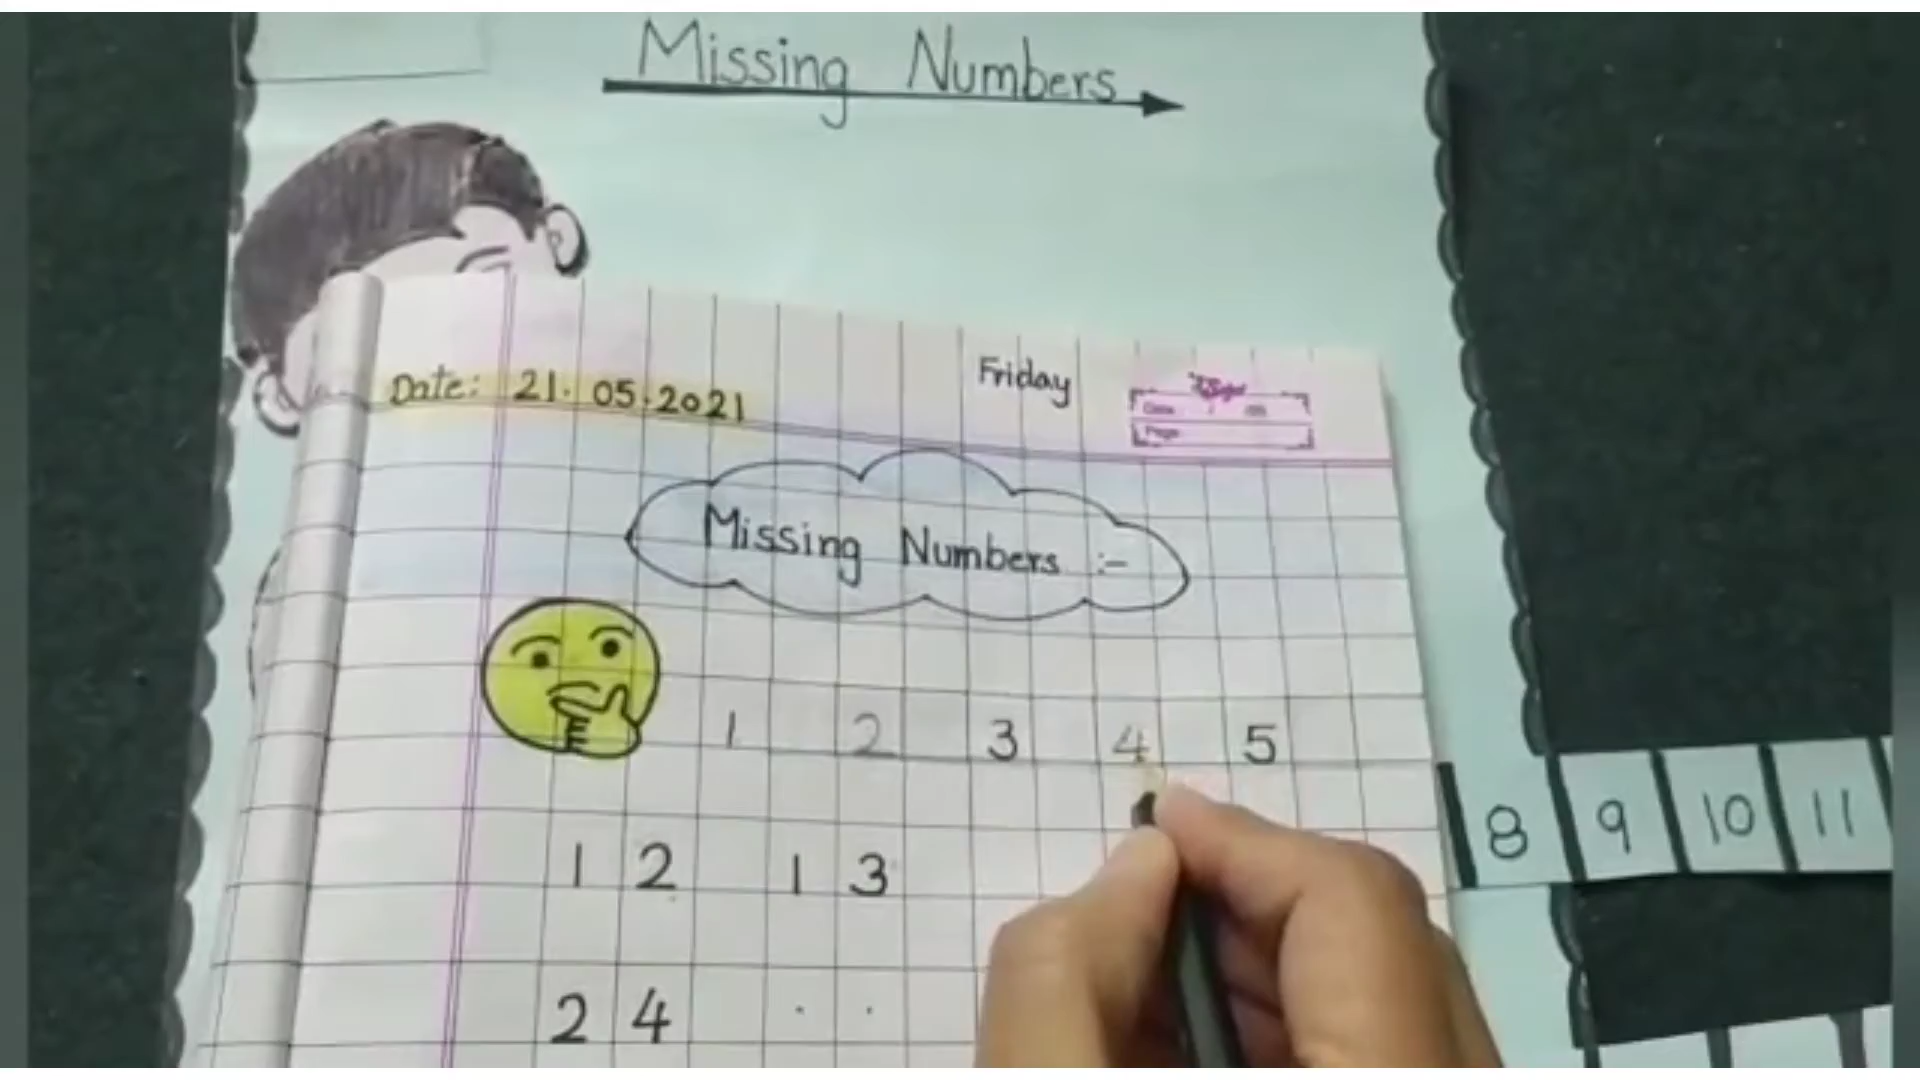 Missing Numbers
Date: 21.05.2021 Friday
Page
Missing Numbers :-
1 2 3 4 5
12 13
24 . .
8 9 10 11